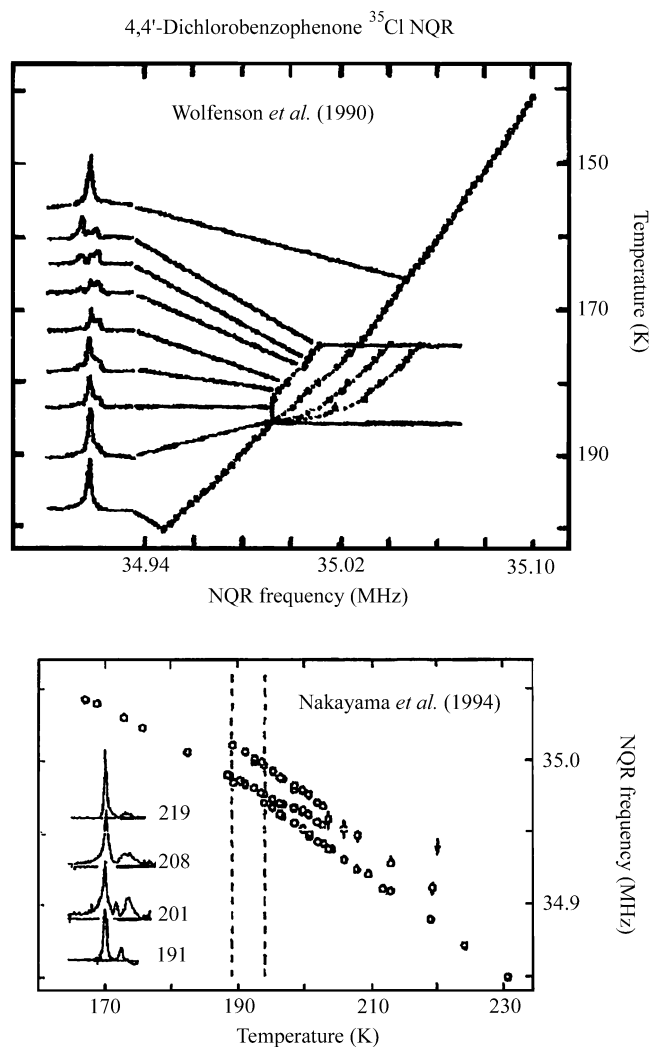 4,4'-Dichlorobenzophenone ³⁵Cl NQR
Wolfenson et al. (1990)
150
170
190
Temperature (K)
34.94 35.02 35.10
NQR frequency (MHz)
Nakayama et al. (1994)
219
208
201
191
35.0
34.9
NQR frequency (MHz)
170 190 210 230
Temperature (K)